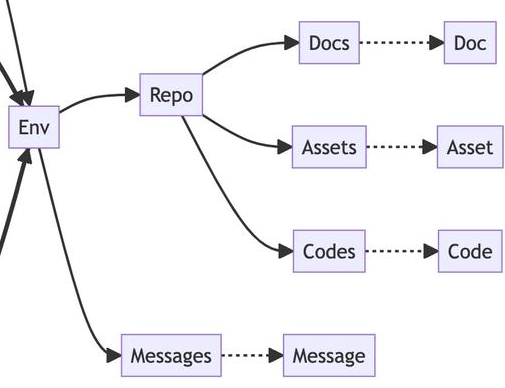 Docs
Doc
Repo
Env
Assets
Asset
Codes
Code
Messages
Message